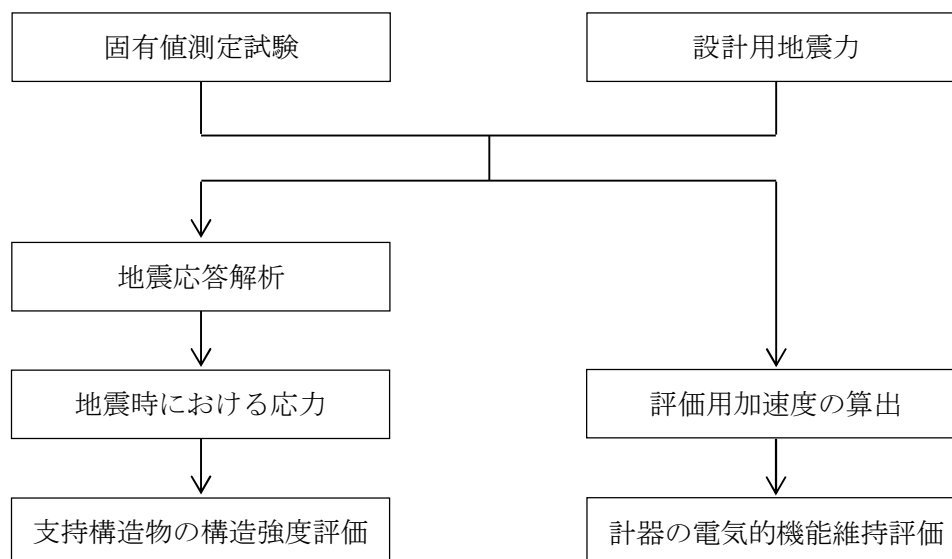 固有値測定試験
設計用地震力
地震応答解析
地震時における応力
評価用加速度の算出
支持構造物の構造強度評価
計器の電気的機能維持評価